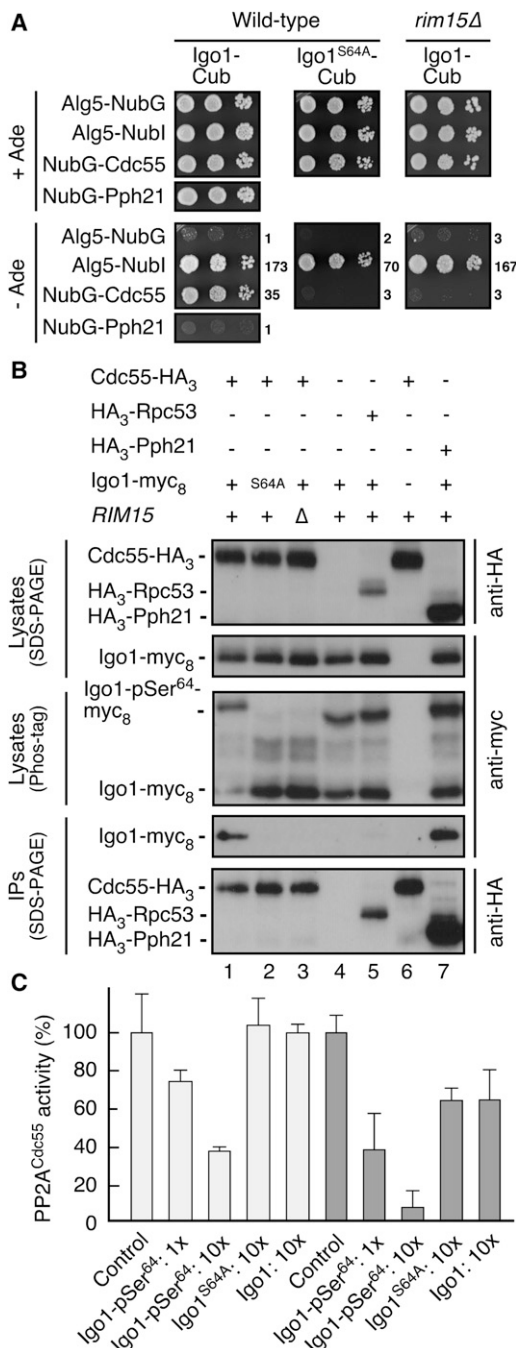 A
Wild-type rim15Δ
Igo1-Cub Igo1S64A-Cub Igo1-Cub
+ Ade
Alg5-NubG
Alg5-NubI
NubG-Cdc55
NubG-Pph21
- Ade
Alg5-NubG 1 2 3
Alg5-NubI 173 70 167
NubG-Cdc55 35 3 3
NubG-Pph21 1
B
Cdc55-HA3 + + + - - + -
HA3-Rpc53 - - - - + - -
HA3-Pph21 - - - - - - +
Igo1-myc8 + S64A + + + - +
RIM15 + + Δ + + + +
Lysates (SDS-PAGE)
Cdc55-HA3 -
HA3-Rpc53 -
HA3-Pph21 -
anti-HA
Igo1-myc8 -
Lysates (Phos-tag)
Igo1-pSer64-myc8 -
Igo1-myc8 -
anti-myc
IPs (SDS-PAGE)
Igo1-myc8 -
Cdc55-HA3 -
HA3-Rpc53 -
HA3-Pph21 -
anti-HA
1 2 3 4 5 6 7
C
PP2ACdc55 activity (%)
100
80
60
40
20
0
Control
Igo1-pSer64: 1x
Igo1-pSer64: 10x
Igo1S64A: 10x
Igo1: 10x
Control
Igo1-pSer64: 1x
Igo1-pSer64: 10x
Igo1S64A: 10x
Igo1: 10x